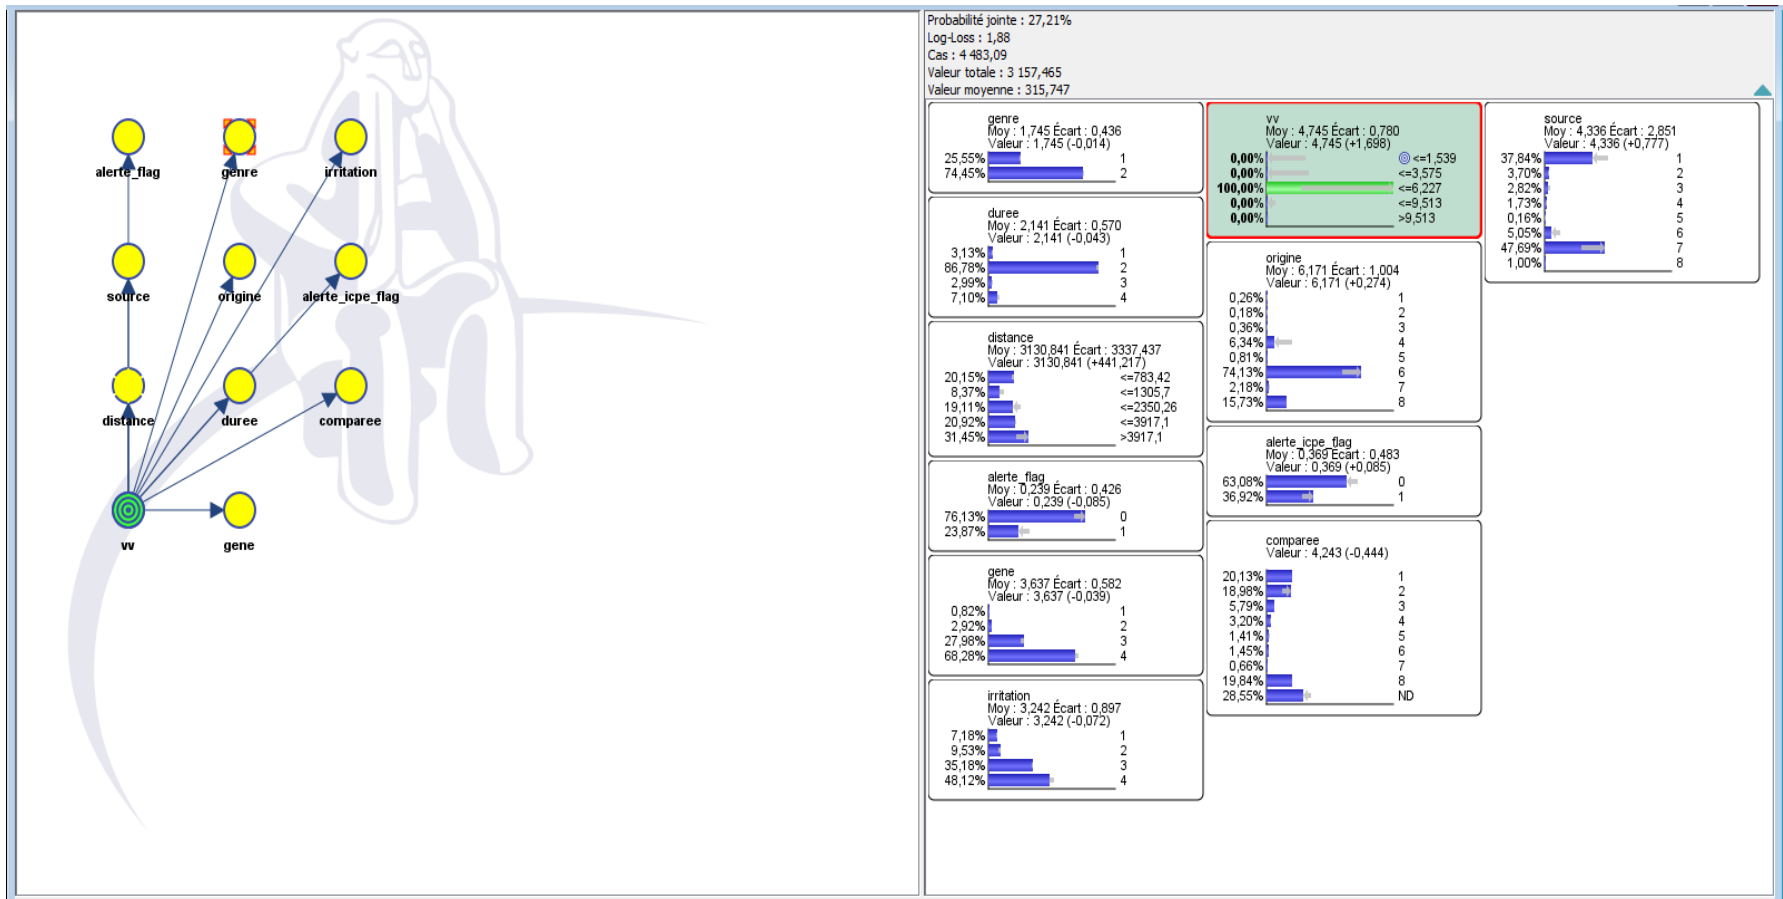 alerte_flag
genre
irritation
source
origine
alerte_icpe_flag
distance
duree
comparee
vv
gene
Probabilité jointe : 27,21%
Log-Loss : 1,88
Cas : 4 483,09
Valeur totale : 3 157,465
Valeur moyenne : 315,747
genre
Moy : 1,745 Écart : 0,436
Valeur : 1,745 (-0,014)
25,55% 1
74,45% 2
duree
Moy : 2,141 Écart : 0,570
Valeur : 2,141 (-0,043)
3,13% 1
86,78% 2
2,99% 3
7,10% 4
distance
Moy : 3130,841 Écart : 3337,437
Valeur : 3130,841 (+441,217)
20,15% <=783,42
8,37% <=1305,7
19,11% <=2350,26
20,92% <=3917,1
31,45% >3917,1
alerte_flag
Moy : 0,239 Écart : 0,426
Valeur : 0,239 (-0,085)
76,13% 0
23,87% 1
gene
Moy : 3,637 Écart : 0,582
Valeur : 3,637 (-0,039)
0,82% 1
2,92% 2
27,98% 3
68,28% 4
irritation
Moy : 3,242 Écart : 0,897
Valeur : 3,242 (-0,072)
7,18% 1
9,53% 2
35,18% 3
48,12% 4
vv
Moy : 4,745 Écart : 0,780
Valeur : 4,745 (+1,698)
0,00% <=1,539
0,00% <=3,575
100,00% <=6,227
0,00% <=9,513
0,00% >9,513
origine
Moy : 6,171 Écart : 1,004
Valeur : 6,171 (+0,274)
0,26% 1
0,18% 2
0,36% 3
6,34% 4
0,81% 5
74,13% 6
2,18% 7
15,73% 8
alerte_icpe_flag
Moy : 0,369 Écart : 0,483
Valeur : 0,369 (+0,085)
63,08% 0
36,92% 1
comparee
Valeur : 4,243 (-0,444)
20,13% 1
18,98% 2
5,79% 3
3,20% 4
1,41% 5
1,45% 6
0,66% 7
19,84% 8
28,55% ND
source
Moy : 4,336 Écart : 2,851
Valeur : 4,336 (+0,777)
37,84% 1
3,70% 2
2,82% 3
1,73% 4
0,16% 5
5,05% 6
47,69% 7
1,00% 8